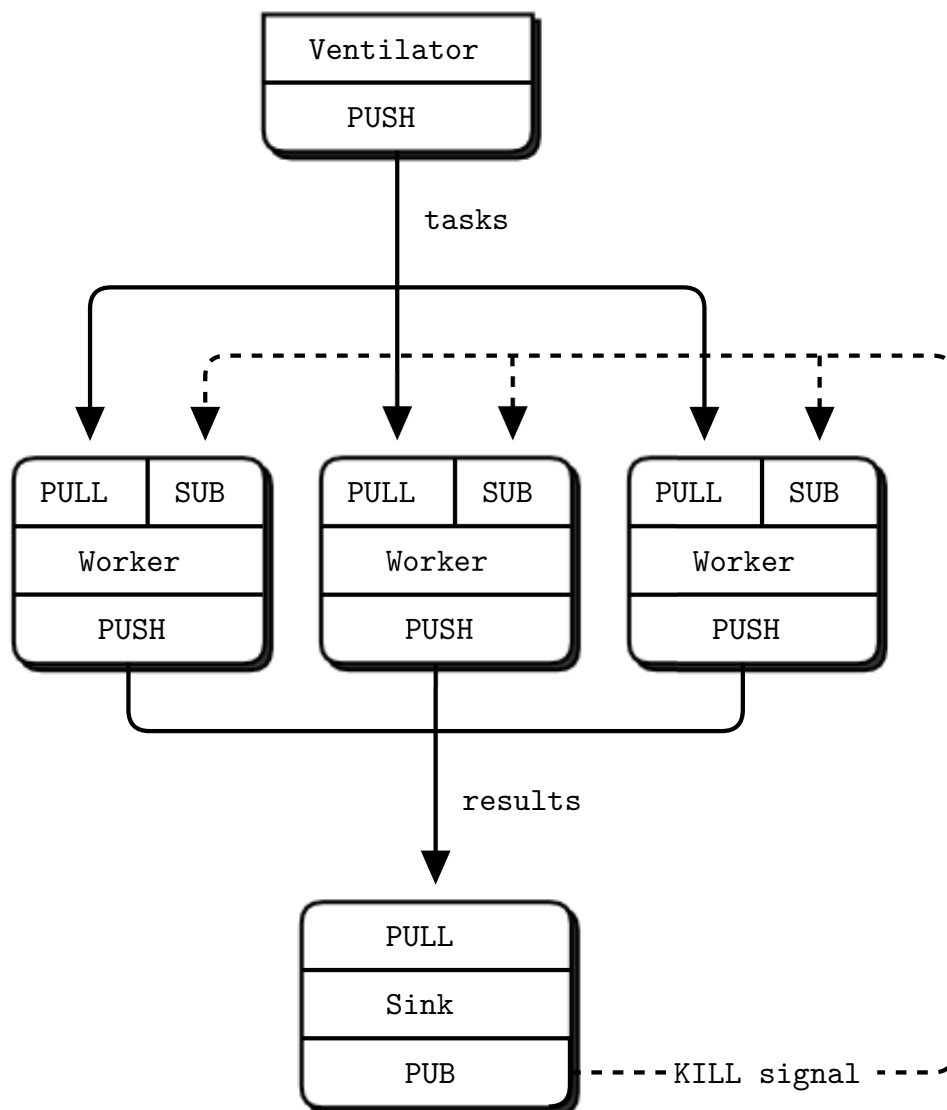 Ventilator
PUSH
tasks
PULL SUB PULL SUB PULL SUB
Worker Worker Worker
PUSH PUSH PUSH
results
PULL
Sink
PUB KILL signal